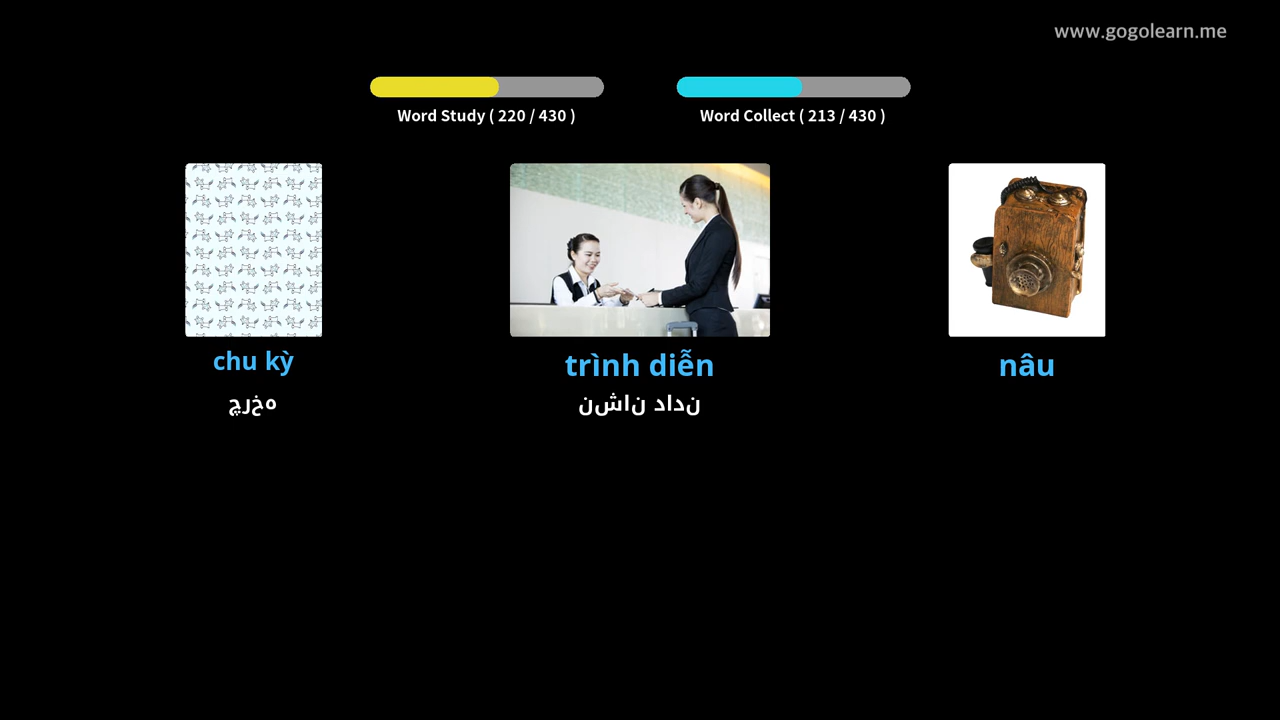 www.gogolearn.me
Word Study ( 220 / 430 )
Word Collect ( 213 / 430 )
chu kỳ
trình diễn
nâu
چرخه
نشان دادن